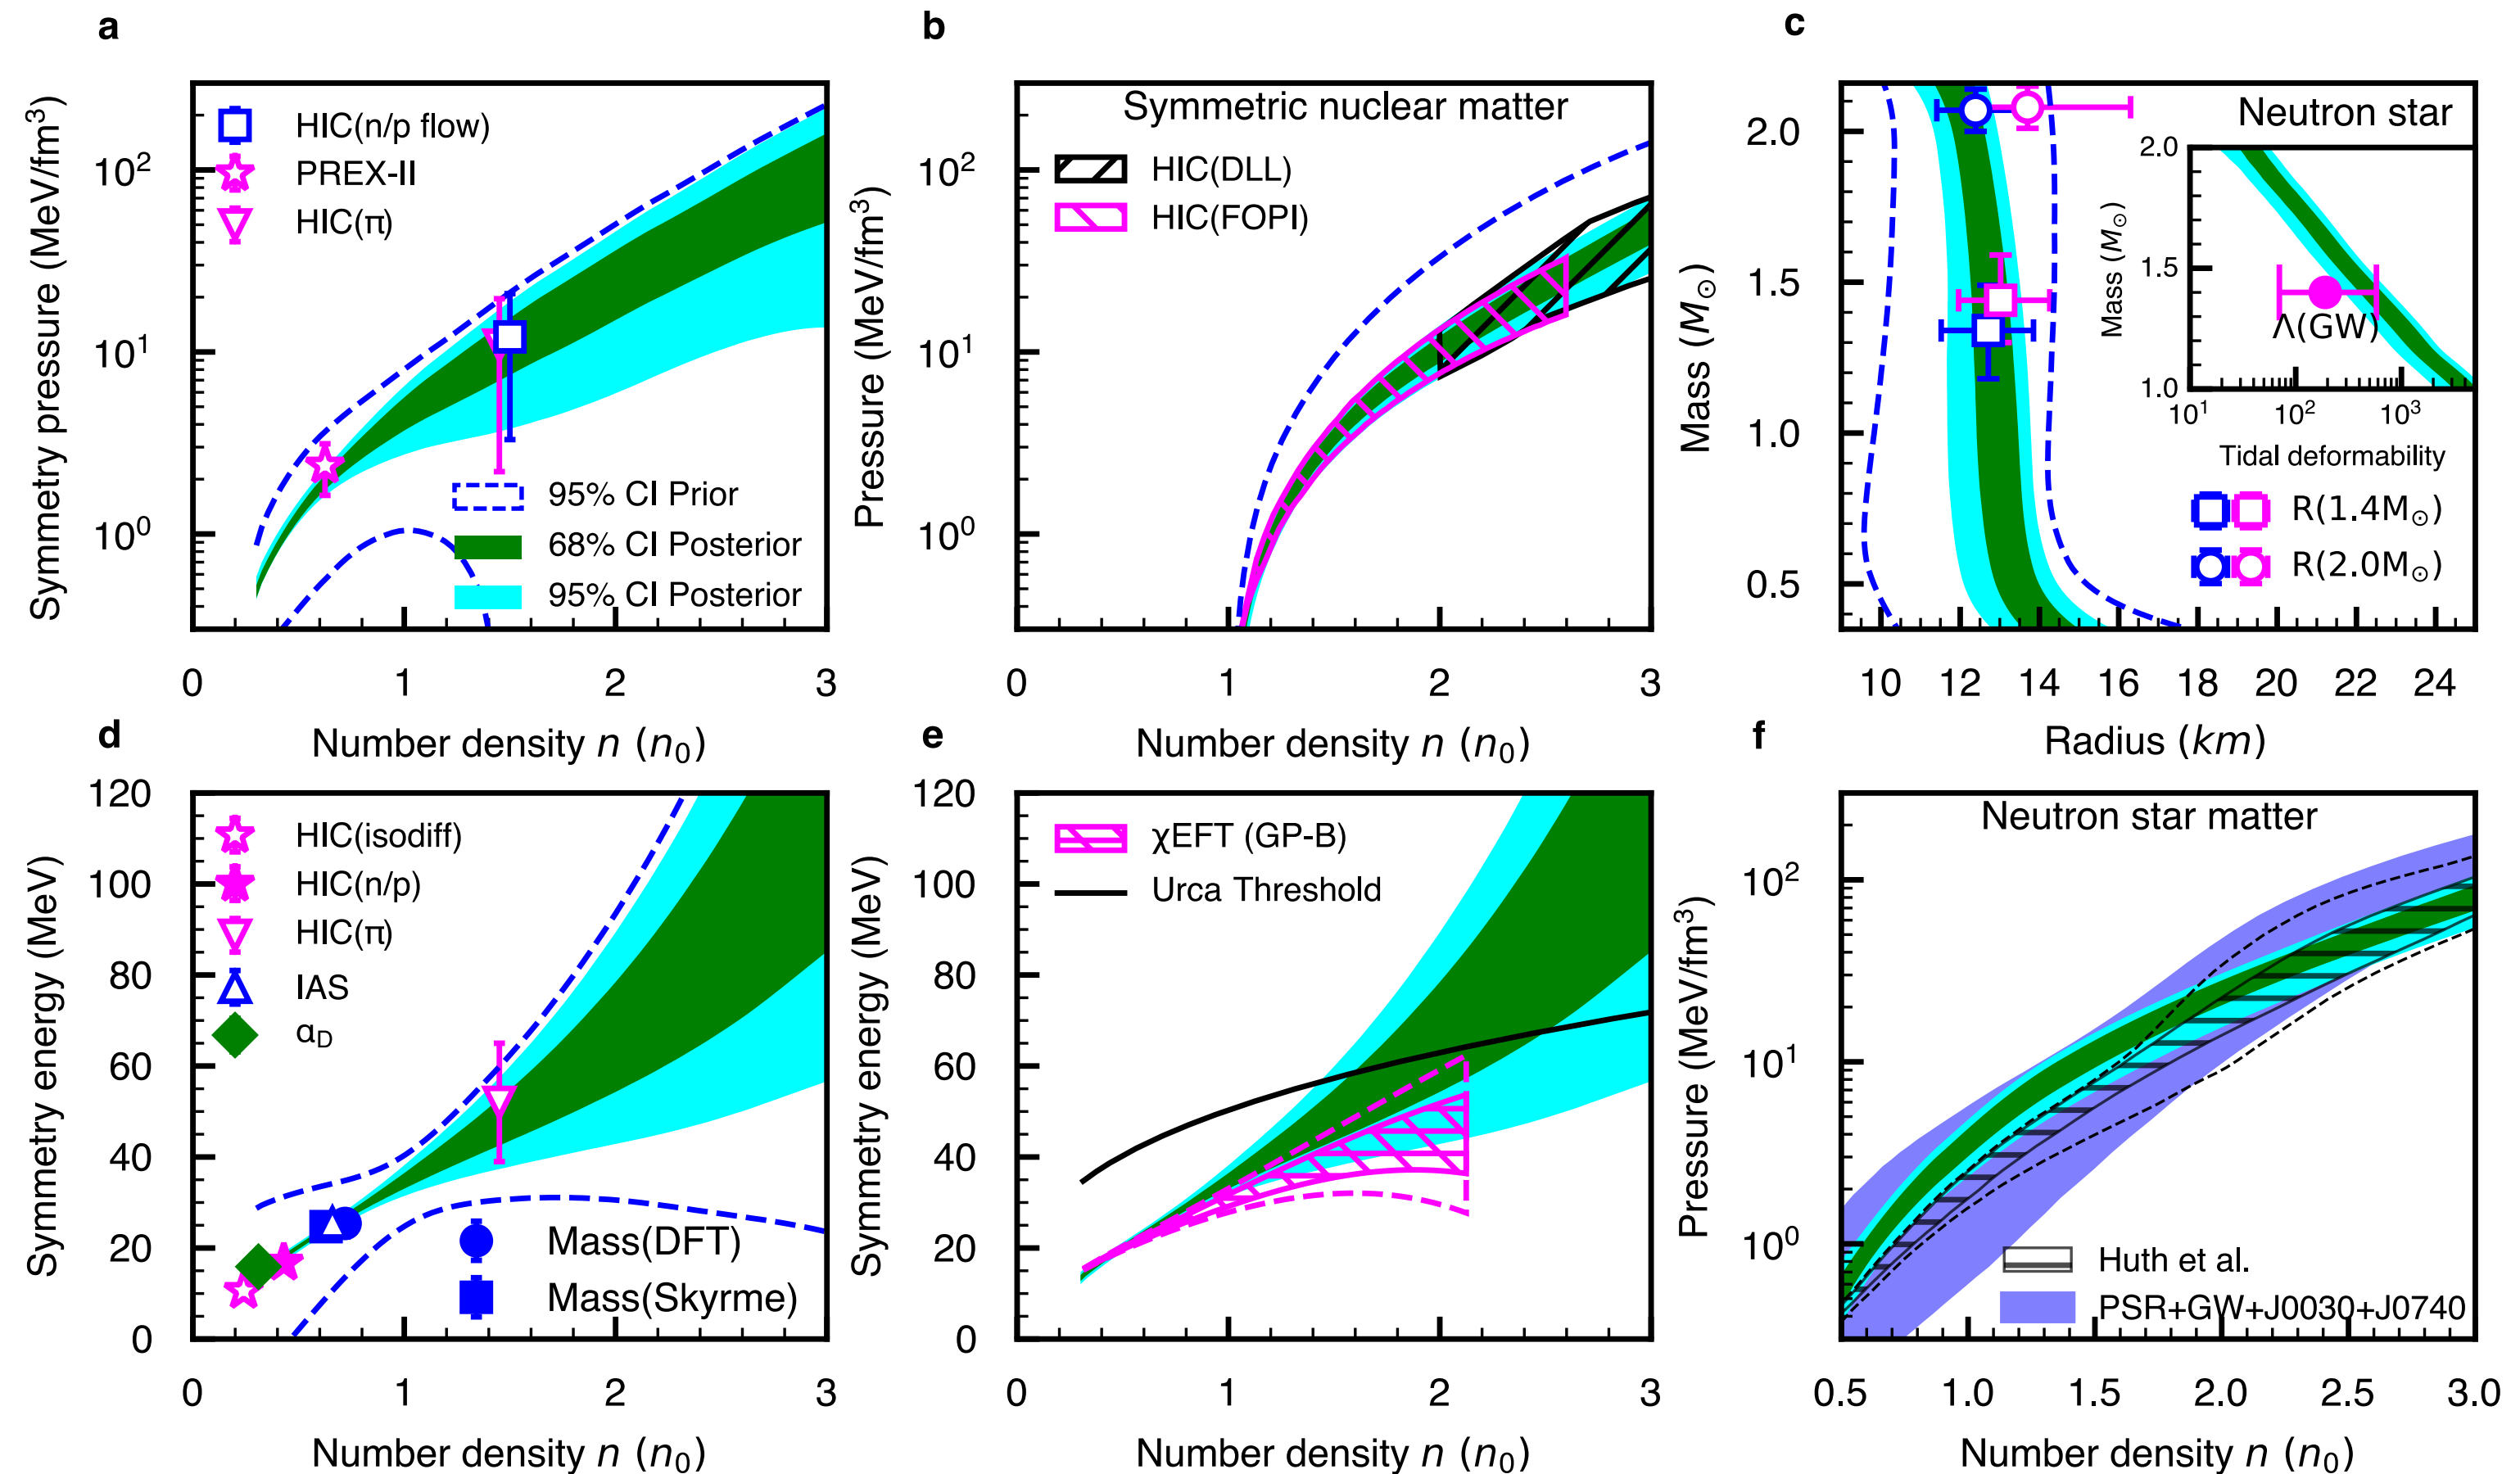 a
Symmetry pressure (MeV/fm³)
10²
10¹
10⁰
HIC(n/p flow)
PREX-II
HIC(π)
95% CI Prior
68% CI Posterior
95% CI Posterior
0 1 2 3
Number density n (n₀)
b
Pressure (MeV/fm³)
10²
10¹
10⁰
Symmetric nuclear matter
HIC(DLL)
HIC(FOPI)
0 1 2 3
Number density n (n₀)
c
Mass (M⊙)
2.0
1.5
1.0
0.5
Neutron star
Mass (M⊙)
2.0
1.5
1.0
Λ(GW)
10¹ 10² 10³
Tidal deformability
R(1.4M⊙)
R(2.0M⊙)
10 12 14 16 18 20 22 24
Radius (km)
d
Symmetry energy (MeV)
120
100
80
60
40
20
0
HIC(isodiff)
HIC(n/p)
HIC(π)
IAS
α_D
Mass(DFT)
Mass(Skyrme)
0 1 2 3
Number density n (n₀)
e
Symmetry energy (MeV)
120
100
80
60
40
20
0
χEFT (GP-B)
Urca Threshold
0 1 2 3
Number density n (n₀)
f
Pressure (MeV/fm³)
10²
10¹
10⁰
Neutron star matter
Huth et al.
PSR+GW+J0030+J0740
0.5 1.0 1.5 2.0 2.5 3.0
Number density n (n₀)